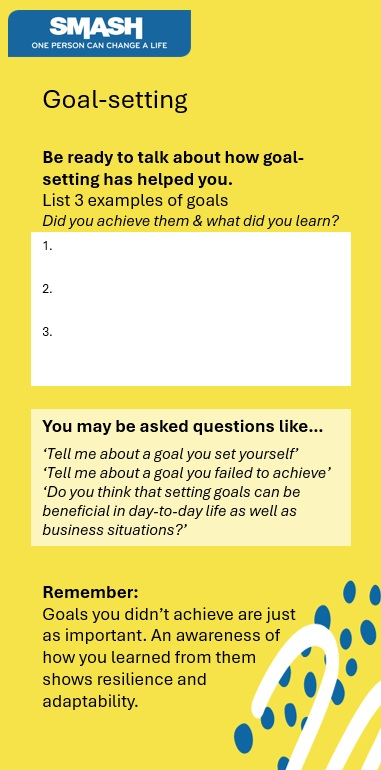 SMASH
ONE PERSON CAN CHANGE A LIFE
Goal-setting
Be ready to talk about how goal-
setting has helped you.
List 3 examples of goals
Did you achieve them & what did you learn?
1.
2.
3.
You may be asked questions like...
‘Tell me about a goal you set yourself’
‘Tell me about a goal you failed to achieve’
‘Do you think that setting goals can be
beneficial in day-to-day life as well as
business situations?’
Remember:
Goals you didn’t achieve are just
as important. An awareness of
how you learned from them
shows resilience and
adaptability.